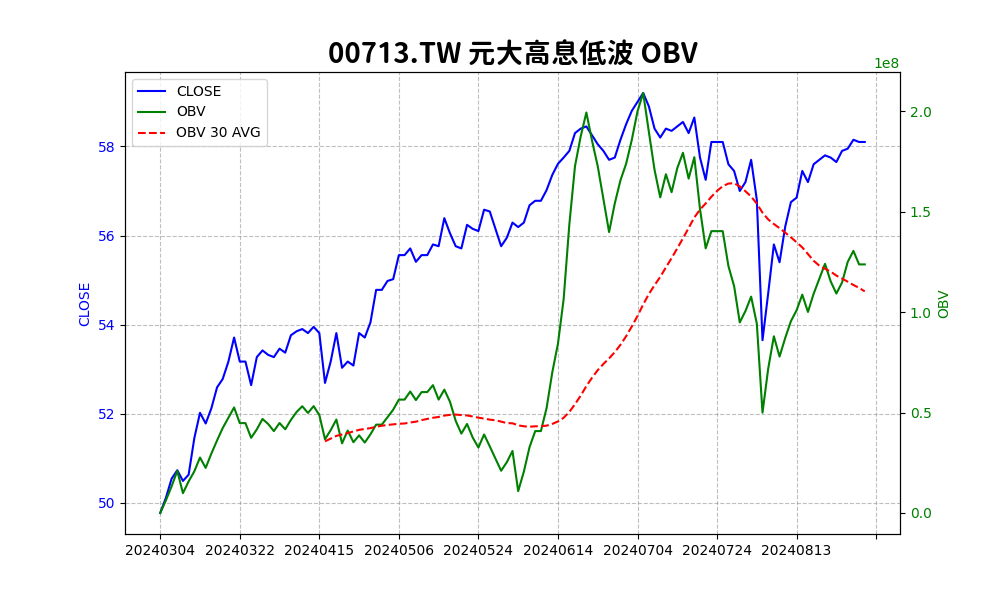 00713.TW 元大高息低波 OBV
1e8
CLOSE
OBV
OBV 30 AVG
58
56
54
52
50
CLOSE
2.0
1.5
1.0
0.5
0.0
OBV
20240304 20240322 20240415 20240506 20240524 20240614 20240704 20240724 20240813